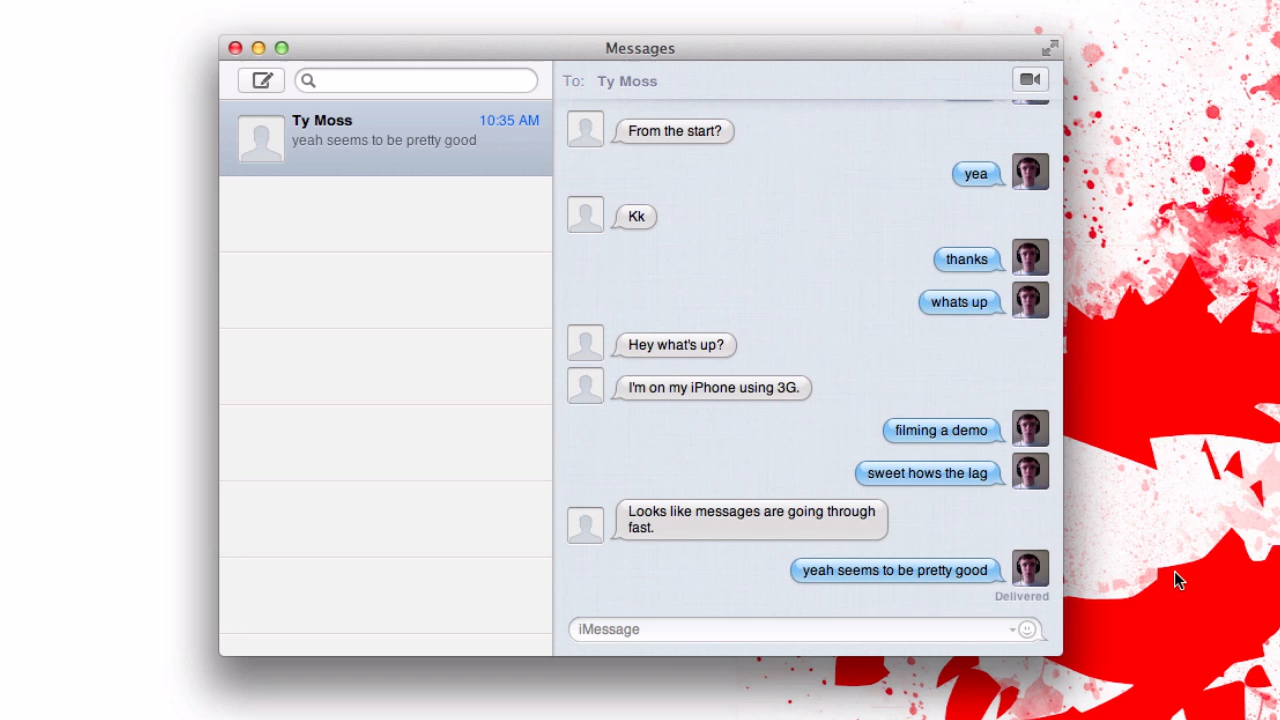 Messages
To: Ty Moss
Ty Moss 10:35 AM
yeah seems to be pretty good
From the start?
yea
Kk
thanks
whats up
Hey what's up?
I'm on my iPhone using 3G.
filming a demo
sweet hows the lag
Looks like messages are going through
fast.
yeah seems to be pretty good
Delivered
iMessage